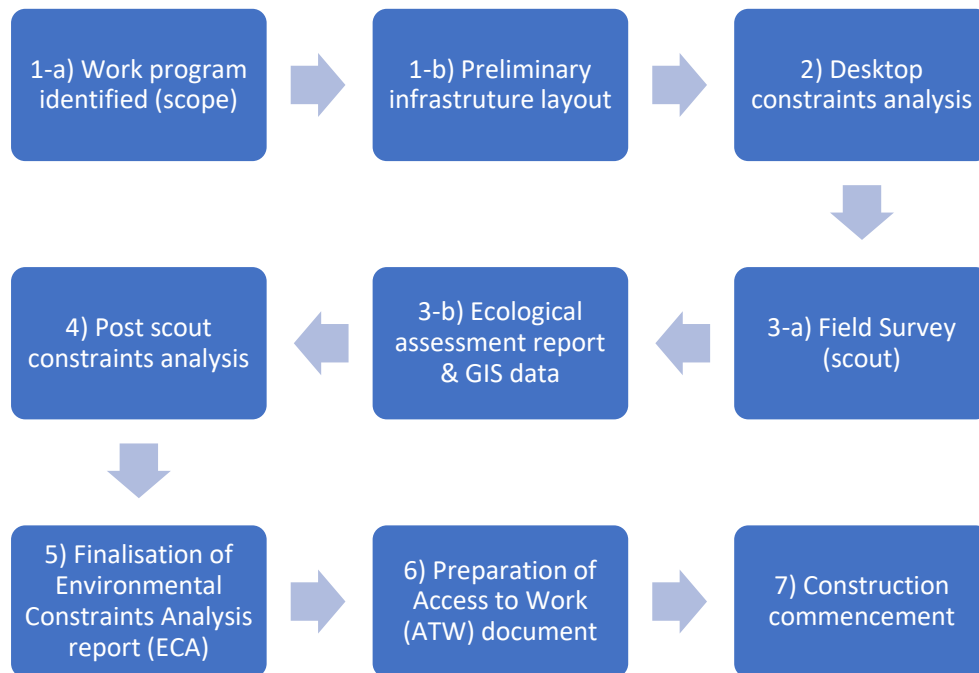 1-a) Work program
identified (scope)
1-b) Preliminary
infrastruture layout
2) Desktop
constraints analysis
3-a) Field Survey
(scout)
3-b) Ecological
assessment report
& GIS data
4) Post scout
constraints analysis
5) Finalisation of
Environmental
Constraints Analysis
report (ECA)
6) Preparation of
Access to Work
(ATW) document
7) Construction
commencement